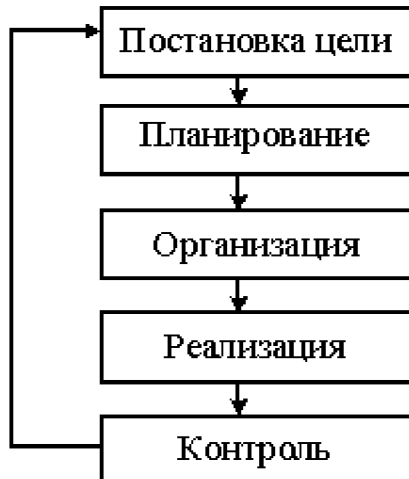 Постановка цели
Планирование
Организация
Реализация
Контроль